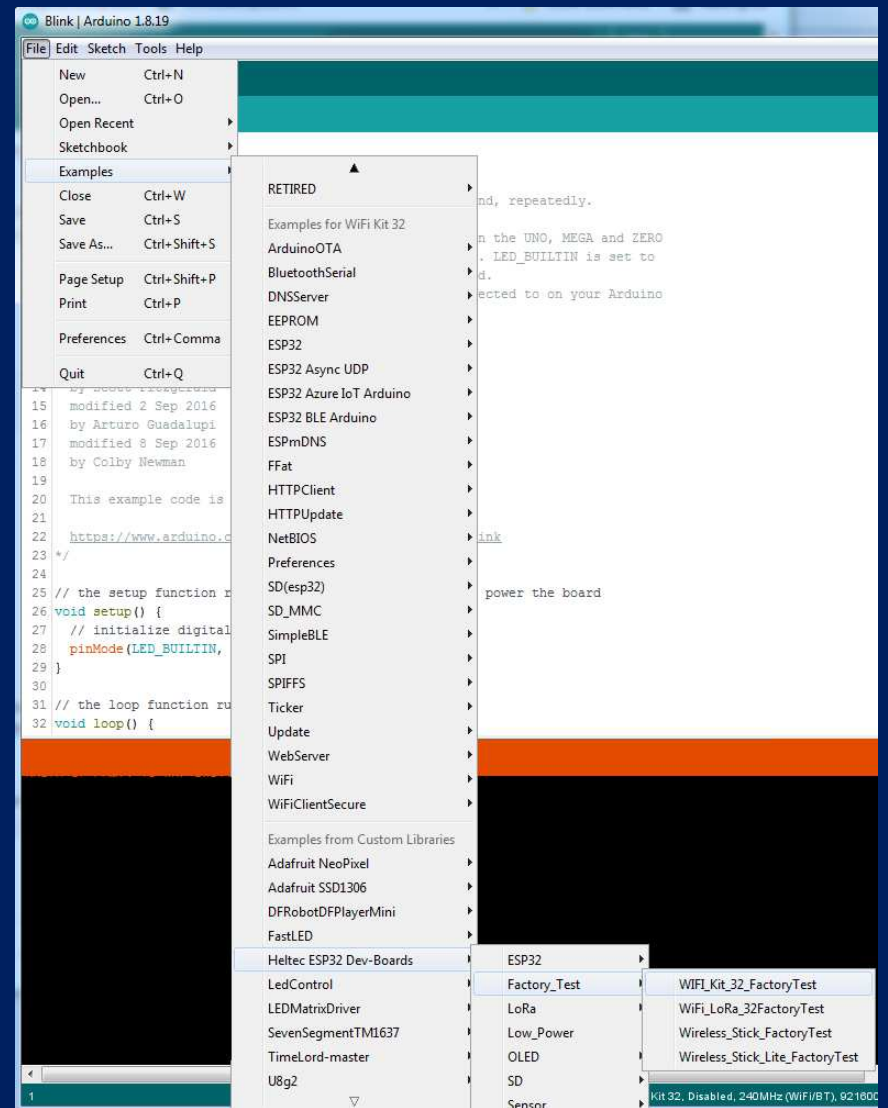 Blink | Arduino 1.8.19
File Edit Sketch Tools Help
New Ctrl+N
Open... Ctrl+O
Open Recent
Sketchbook
Examples
Close Ctrl+W
Save Ctrl+S
Save As... Ctrl+Shift+S
Page Setup Ctrl+Shift+P
Print Ctrl+P
Preferences Ctrl+Comma
Quit Ctrl+Q
RETIRED
Examples for WiFi Kit 32
ArduinoOTA
BluetoothSerial
DNSServer
EEPROM
ESP32
ESP32 Async UDP
ESP32 Azure IoT Arduino
ESP32 BLE Arduino
ESPmDNS
FFat
HTTPClient
HTTPUpdate
NetBIOS
Preferences
SD(esp32)
SD_MMC
SimpleBLE
SPI
SPIFFS
Ticker
Update
WebServer
WiFi
WiFiClientSecure
Examples from Custom Libraries
Adafruit NeoPixel
Adafruit SSD1306
DFRobotDFPlayerMini
FastLED
Heltec ESP32 Dev-Boards
LedControl
LEDMatrixDriver
SevenSegmentTM1637
TimeLord-master
U8g2
ESP32
Factory_Test
LoRa
Low_Power
OLED
SD
Sensor
WIFI_Kit_32_FactoryTest
WiFi_LoRa_32FactoryTest
Wireless_Stick_FactoryTest
Wireless_Stick_Lite_FactoryTest
nd, repeatedly.
n the UNO, MEGA and ZERO
. LED_BUILTIN is set to
d.
ected to on your Arduino
15 modified 2 Sep 2016
16 by Arturo Guadalupi
17 modified 8 Sep 2016
18 by Colby Newman
19
20 This example code is
21
22 https://www.arduino.c ink
23 */
24
25 // the setup function r power the board
26 void setup() {
27 // initialize digital
28 pinMode(LED_BUILTIN,
29 }
30
31 // the loop function ru
32 void loop() {
1 Kit 32, Disabled, 240MHz (WiFi/BT), 921600